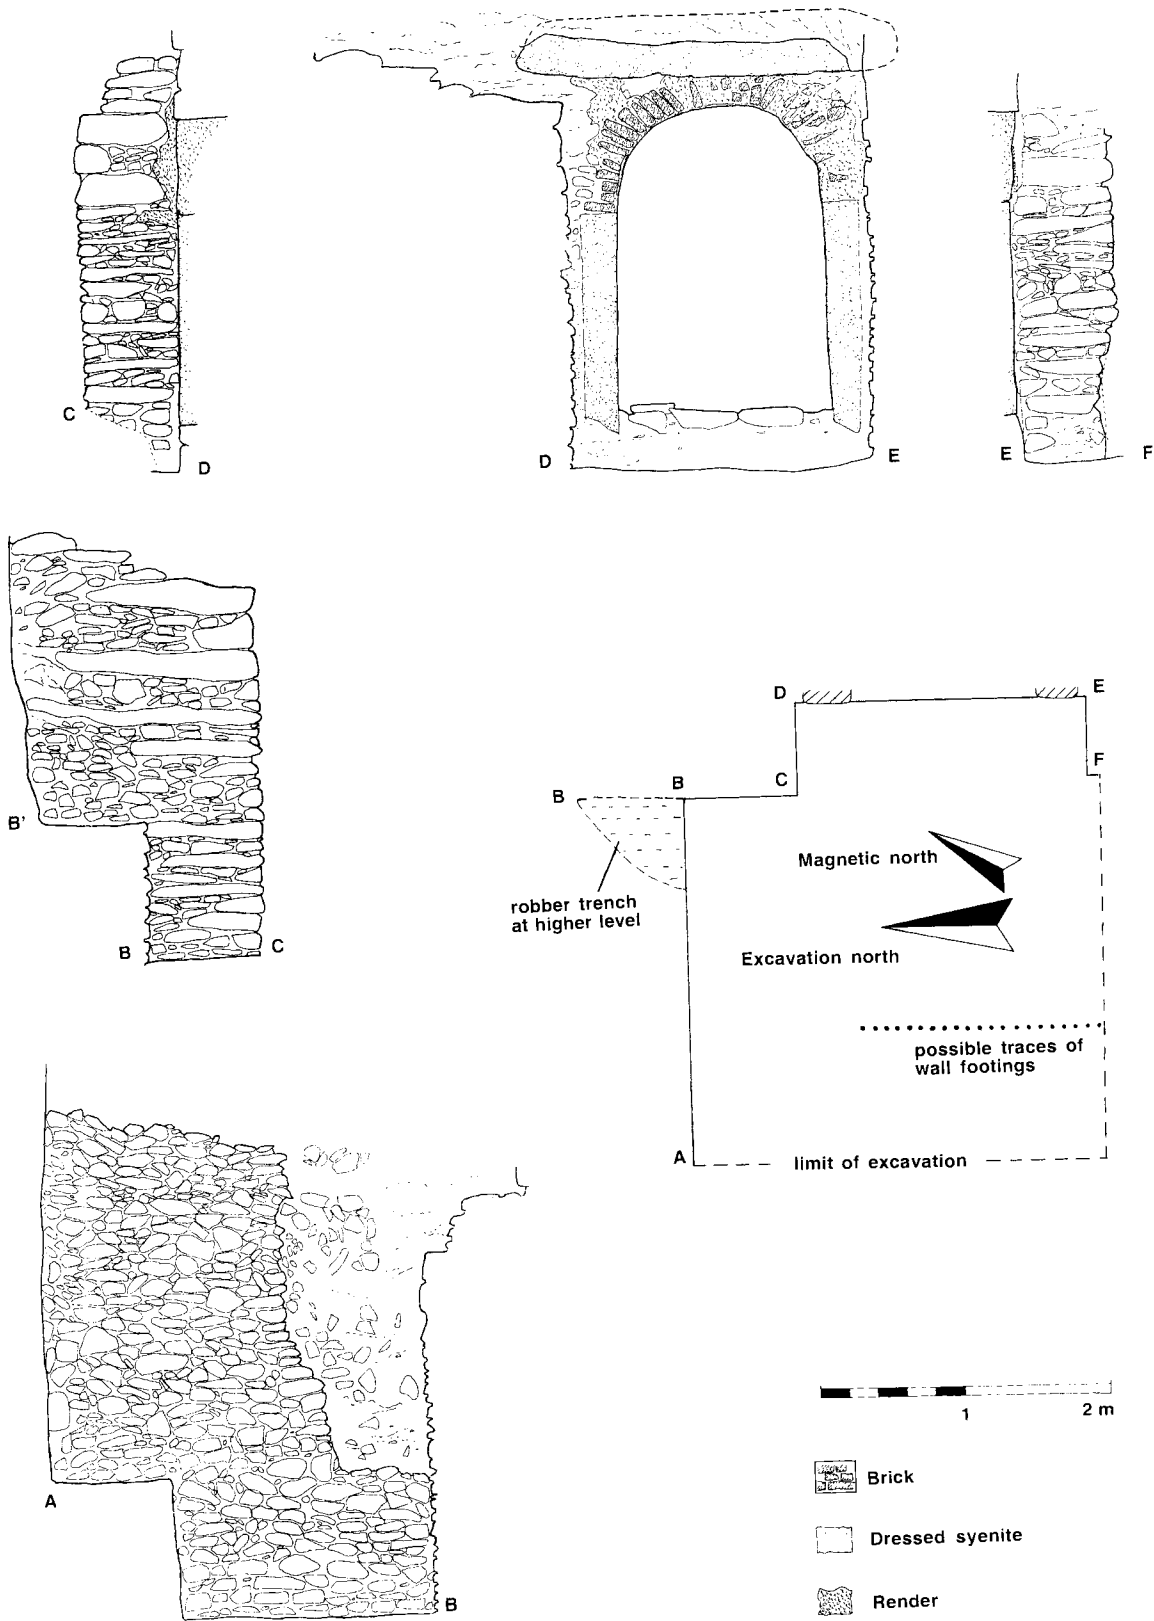 C
D
D
E
E
F
B'
B
C
D
E
F
B
B
C
Magnetic north
robber trench
at higher level
Excavation north
possible traces of
wall footings
A
limit of excavation
1
2 m
A
B
Brick
Dressed syenite
Render